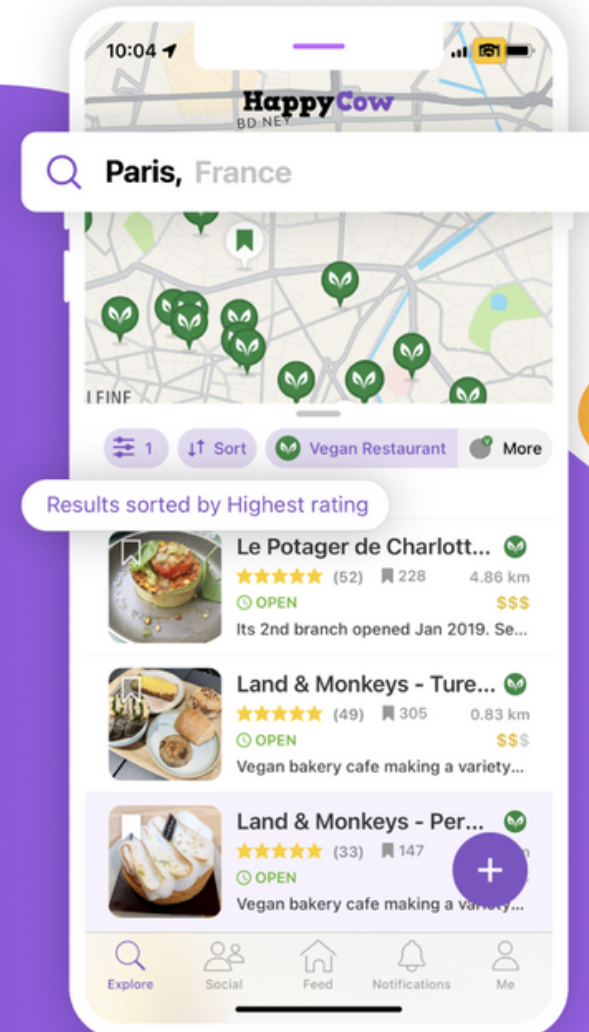 10:04
HappyCow
BD NEY
Paris, France
I FINE
1 Sort Vegan Restaurant More
Results sorted by Highest rating
Le Potager de Charlott...
(52) 228 4.86 km
OPEN $$$
Its 2nd branch opened Jan 2019. Se...
Land & Monkeys - Ture...
(49) 305 0.83 km
OPEN $$$
Vegan bakery cafe making a variety...
Land & Monkeys - Per...
(33) 147
OPEN
Vegan bakery cafe making a variety...
Explore Social Feed Notifications Me